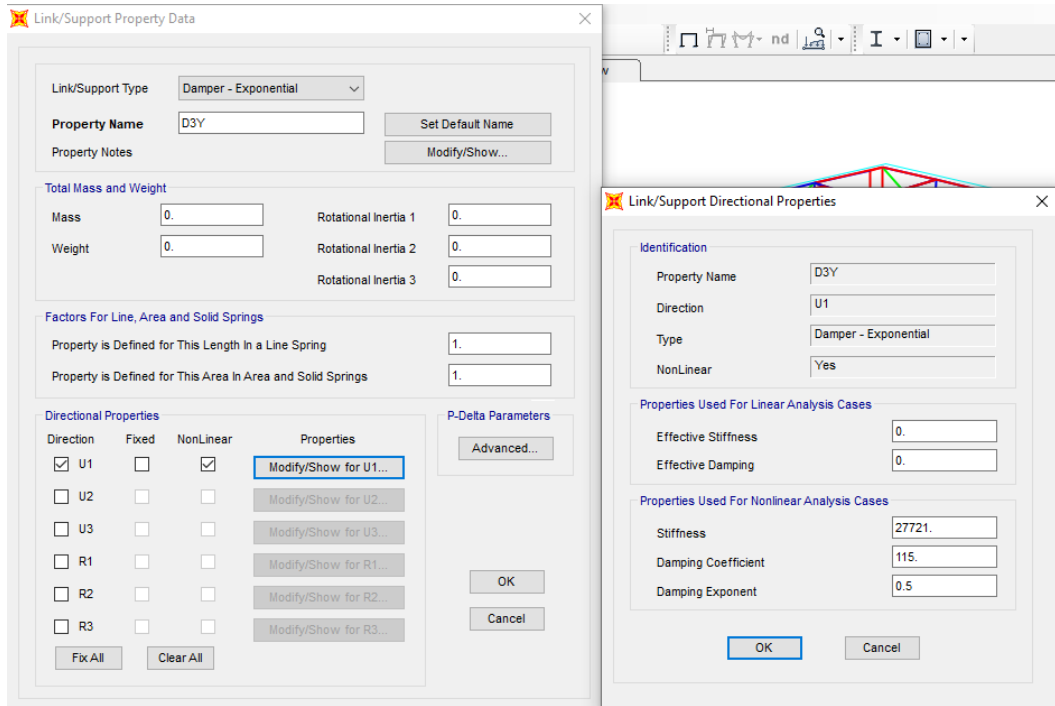 Link/Support Property Data
Link/Support Type Damper - Exponential
Property Name D3Y Set Default Name
Property Notes Modify/Show...
Total Mass and Weight
Mass 0. Rotational Inertia 1 0.
Weight 0. Rotational Inertia 2 0.
Rotational Inertia 3 0.
Factors For Line, Area and Solid Springs
Property is Defined for This Length In a Line Spring 1.
Property is Defined for This Area In Area and Solid Springs 1.
Directional Properties
Direction Fixed NonLinear Properties
U1 Modify/Show for U1...
U2 Modify/Show for U2...
U3 Modify/Show for U3...
R1 Modify/Show for R1...
R2 Modify/Show for R2...
R3 Modify/Show for R3...
Fix All Clear All
P-Delta Parameters
Advanced...
OK
Cancel
nd
w
Link/Support Directional Properties
Identification
Property Name D3Y
Direction U1
Type Damper - Exponential
NonLinear Yes
Properties Used For Linear Analysis Cases
Effective Stiffness 0.
Effective Damping 0.
Properties Used For Nonlinear Analysis Cases
Stiffness 27721.
Damping Coefficient 115.
Damping Exponent 0.5
OK Cancel